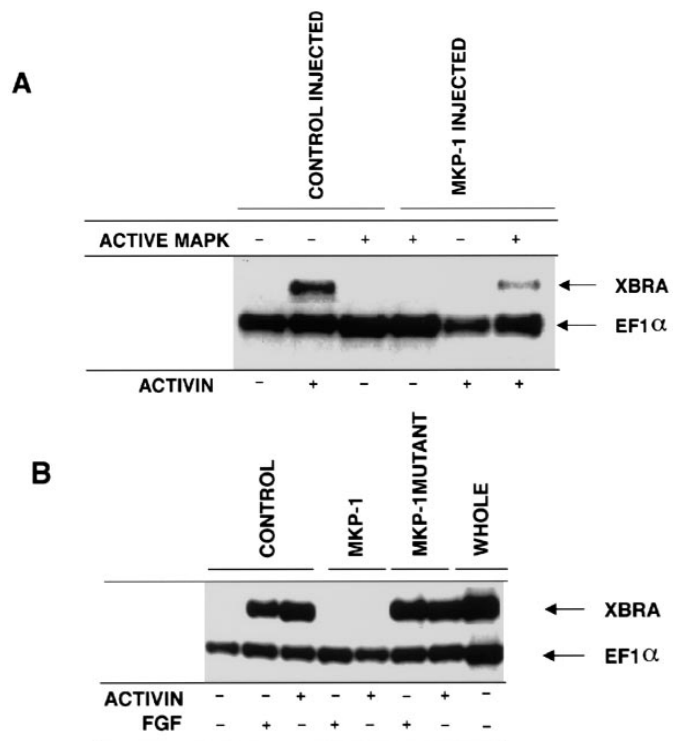 A
CONTROL INJECTED
MKP-1 INJECTED
ACTIVE MAPK – – + + – +
XBRA
EF1α
ACTIVIN – + – – + +
B
CONTROL
MKP-1
MKP-1MUTANT
WHOLE
XBRA
EF1α
ACTIVIN – – + – + – + –
FGF – + – + – + – –